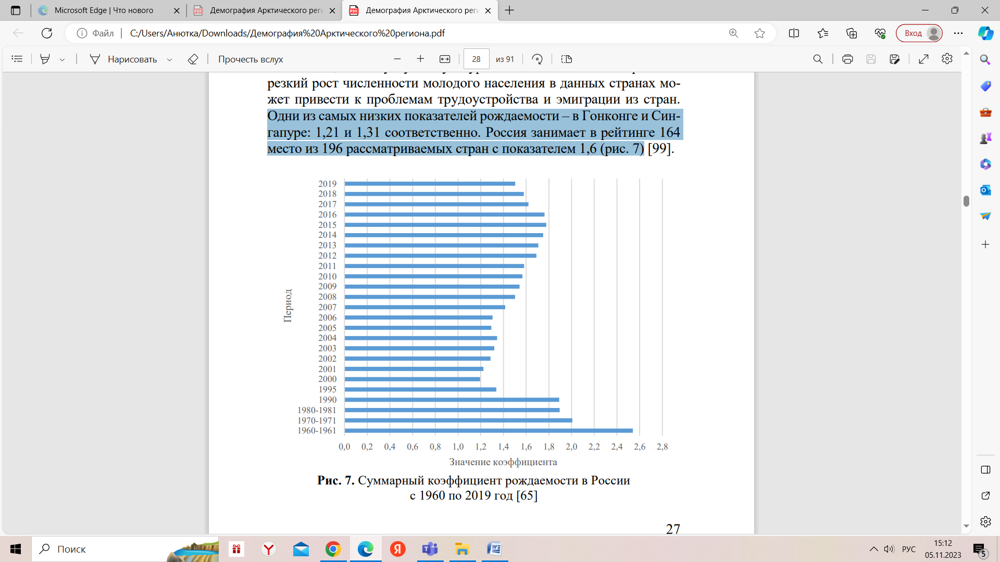 Microsoft Edge | Что нового
Демография Арктического рег
Демография Арктического рег
Файл
C:/Users/Анютка/Downloads/Демография%20Арктического%20региона.pdf
Вход
Нарисовать
Прочесть вслух
28
из 91
резкий рост численности молодого населения в данных странах мо-
жет привести к проблемам трудоустройства и эмиграции из стран.
Одни из самых низких показателей рождаемости – в Гонконге и Син-
гапуре: 1,21 и 1,31 соответственно. Россия занимает в рейтинге 164
место из 196 рассматриваемых стран с показателем 1,6 (рис. 7) [99].
2019
2018
2017
2016
2015
2014
2013
2012
2011
2010
2009
2008
2007
2006
2005
2004
2003
2002
2001
2000
1995
1990
1980-1981
1970-1971
1960-1961
Период
0,0 0,2 0,4 0,6 0,8 1,0 1,2 1,4 1,6 1,8 2,0 2,2 2,4 2,6 2,8
Значение коэффициента
Рис. 7. Суммарный коэффициент рождаемости в России
с 1960 по 2019 год [65]
27
Поиск
РУС
15:12
05.11.2023
5